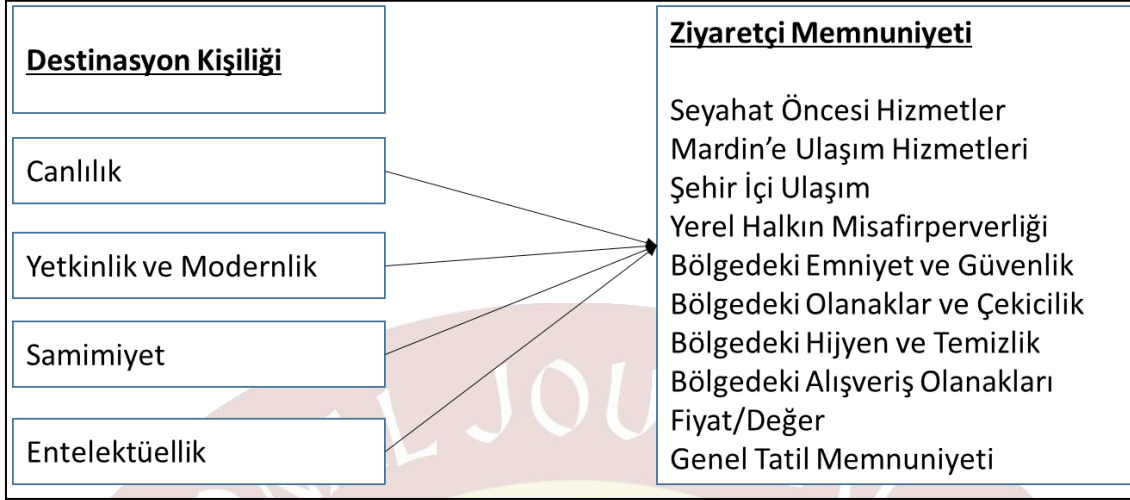 Destinasyon Kişiliği
Canlılık
Yetkinlik ve Modernlik
Samimiyet
Entelektüellik
Ziyaretçi Memnuniyeti
Seyahat Öncesi Hizmetler
Mardin’e Ulaşım Hizmetleri
Şehir İçi Ulaşım
Yerel Halkın Misafirperverliği
Bölgedeki Emniyet ve Güvenlik
Bölgedeki Olanaklar ve Çekicilik
Bölgedeki Hijyen ve Temizlik
Bölgedeki Alışveriş Olanakları
Fiyat/Değer
Genel Tatil Memnuniyeti